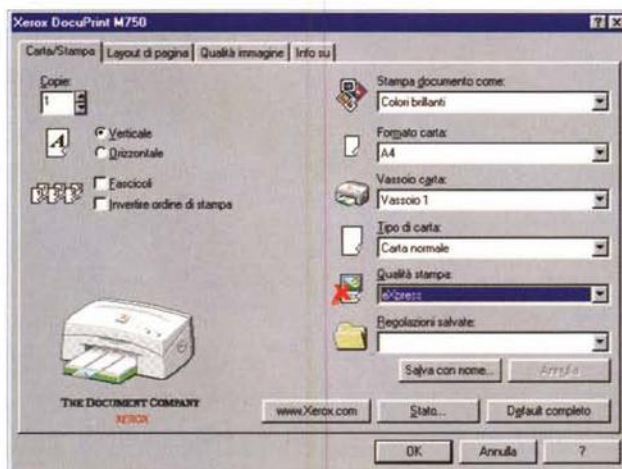 Xerox DocuPrint M750
Carta/Stampa Layout di pagina Qualità immagine Info su
Copie:
1
A
Verticale
Orizzontale
Fascicoli
Invertire ordine di stampa
THE DOCUMENT COMPANY
XEROX
Stampa documento come:
Colori brillanti
Formato carta:
A4
Vassoio carta:
Vassoio 1
Tipo di carta:
Carta normale
Qualità stampa:
eXpress
Regolazioni salvate:
Salva con nome... Annulla
www.Xerox.com Stato... Default completo
OK Annulla ?